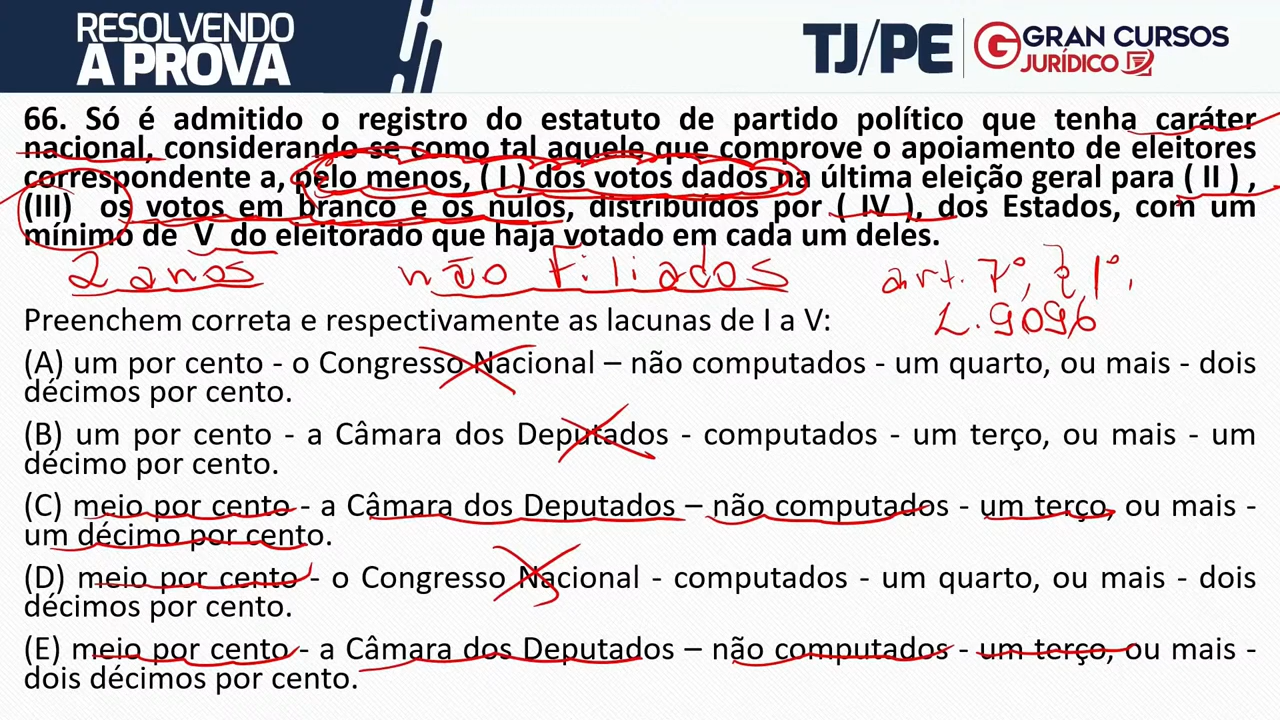 RESOLVENDO
A PROVA
TJ/PE
GRAN CURSOS
JURÍDICO
66. Só é admitido o registro do estatuto de partido político que tenha caráter
nacional, considerando-se como tal aquele que comprove o apoiamento de eleitores
correspondente a, pelo menos, ( I ) dos votos dados na última eleição geral para ( II ) ,
(III) os votos em branco e os nulos, distribuídos por ( IV ), dos Estados, com um
mínimo de V do eleitorado que haja votado em cada um deles.
2 anos não Filiados art. 7º, § 1º,
L. 9096
Preenchem correta e respectivamente as lacunas de I a V:
(A) um por cento - o Congresso Nacional – não computados - um quarto, ou mais - dois
décimos por cento.
(B) um por cento - a Câmara dos Deputados - computados - um terço, ou mais - um
décimo por cento.
(C) meio por cento - a Câmara dos Deputados – não computados - um terço, ou mais -
um décimo por cento.
(D) meio por cento - o Congresso Nacional - computados - um quarto, ou mais - dois
décimos por cento.
(E) meio por cento - a Câmara dos Deputados – não computados - um terço, ou mais -
dois décimos por cento.